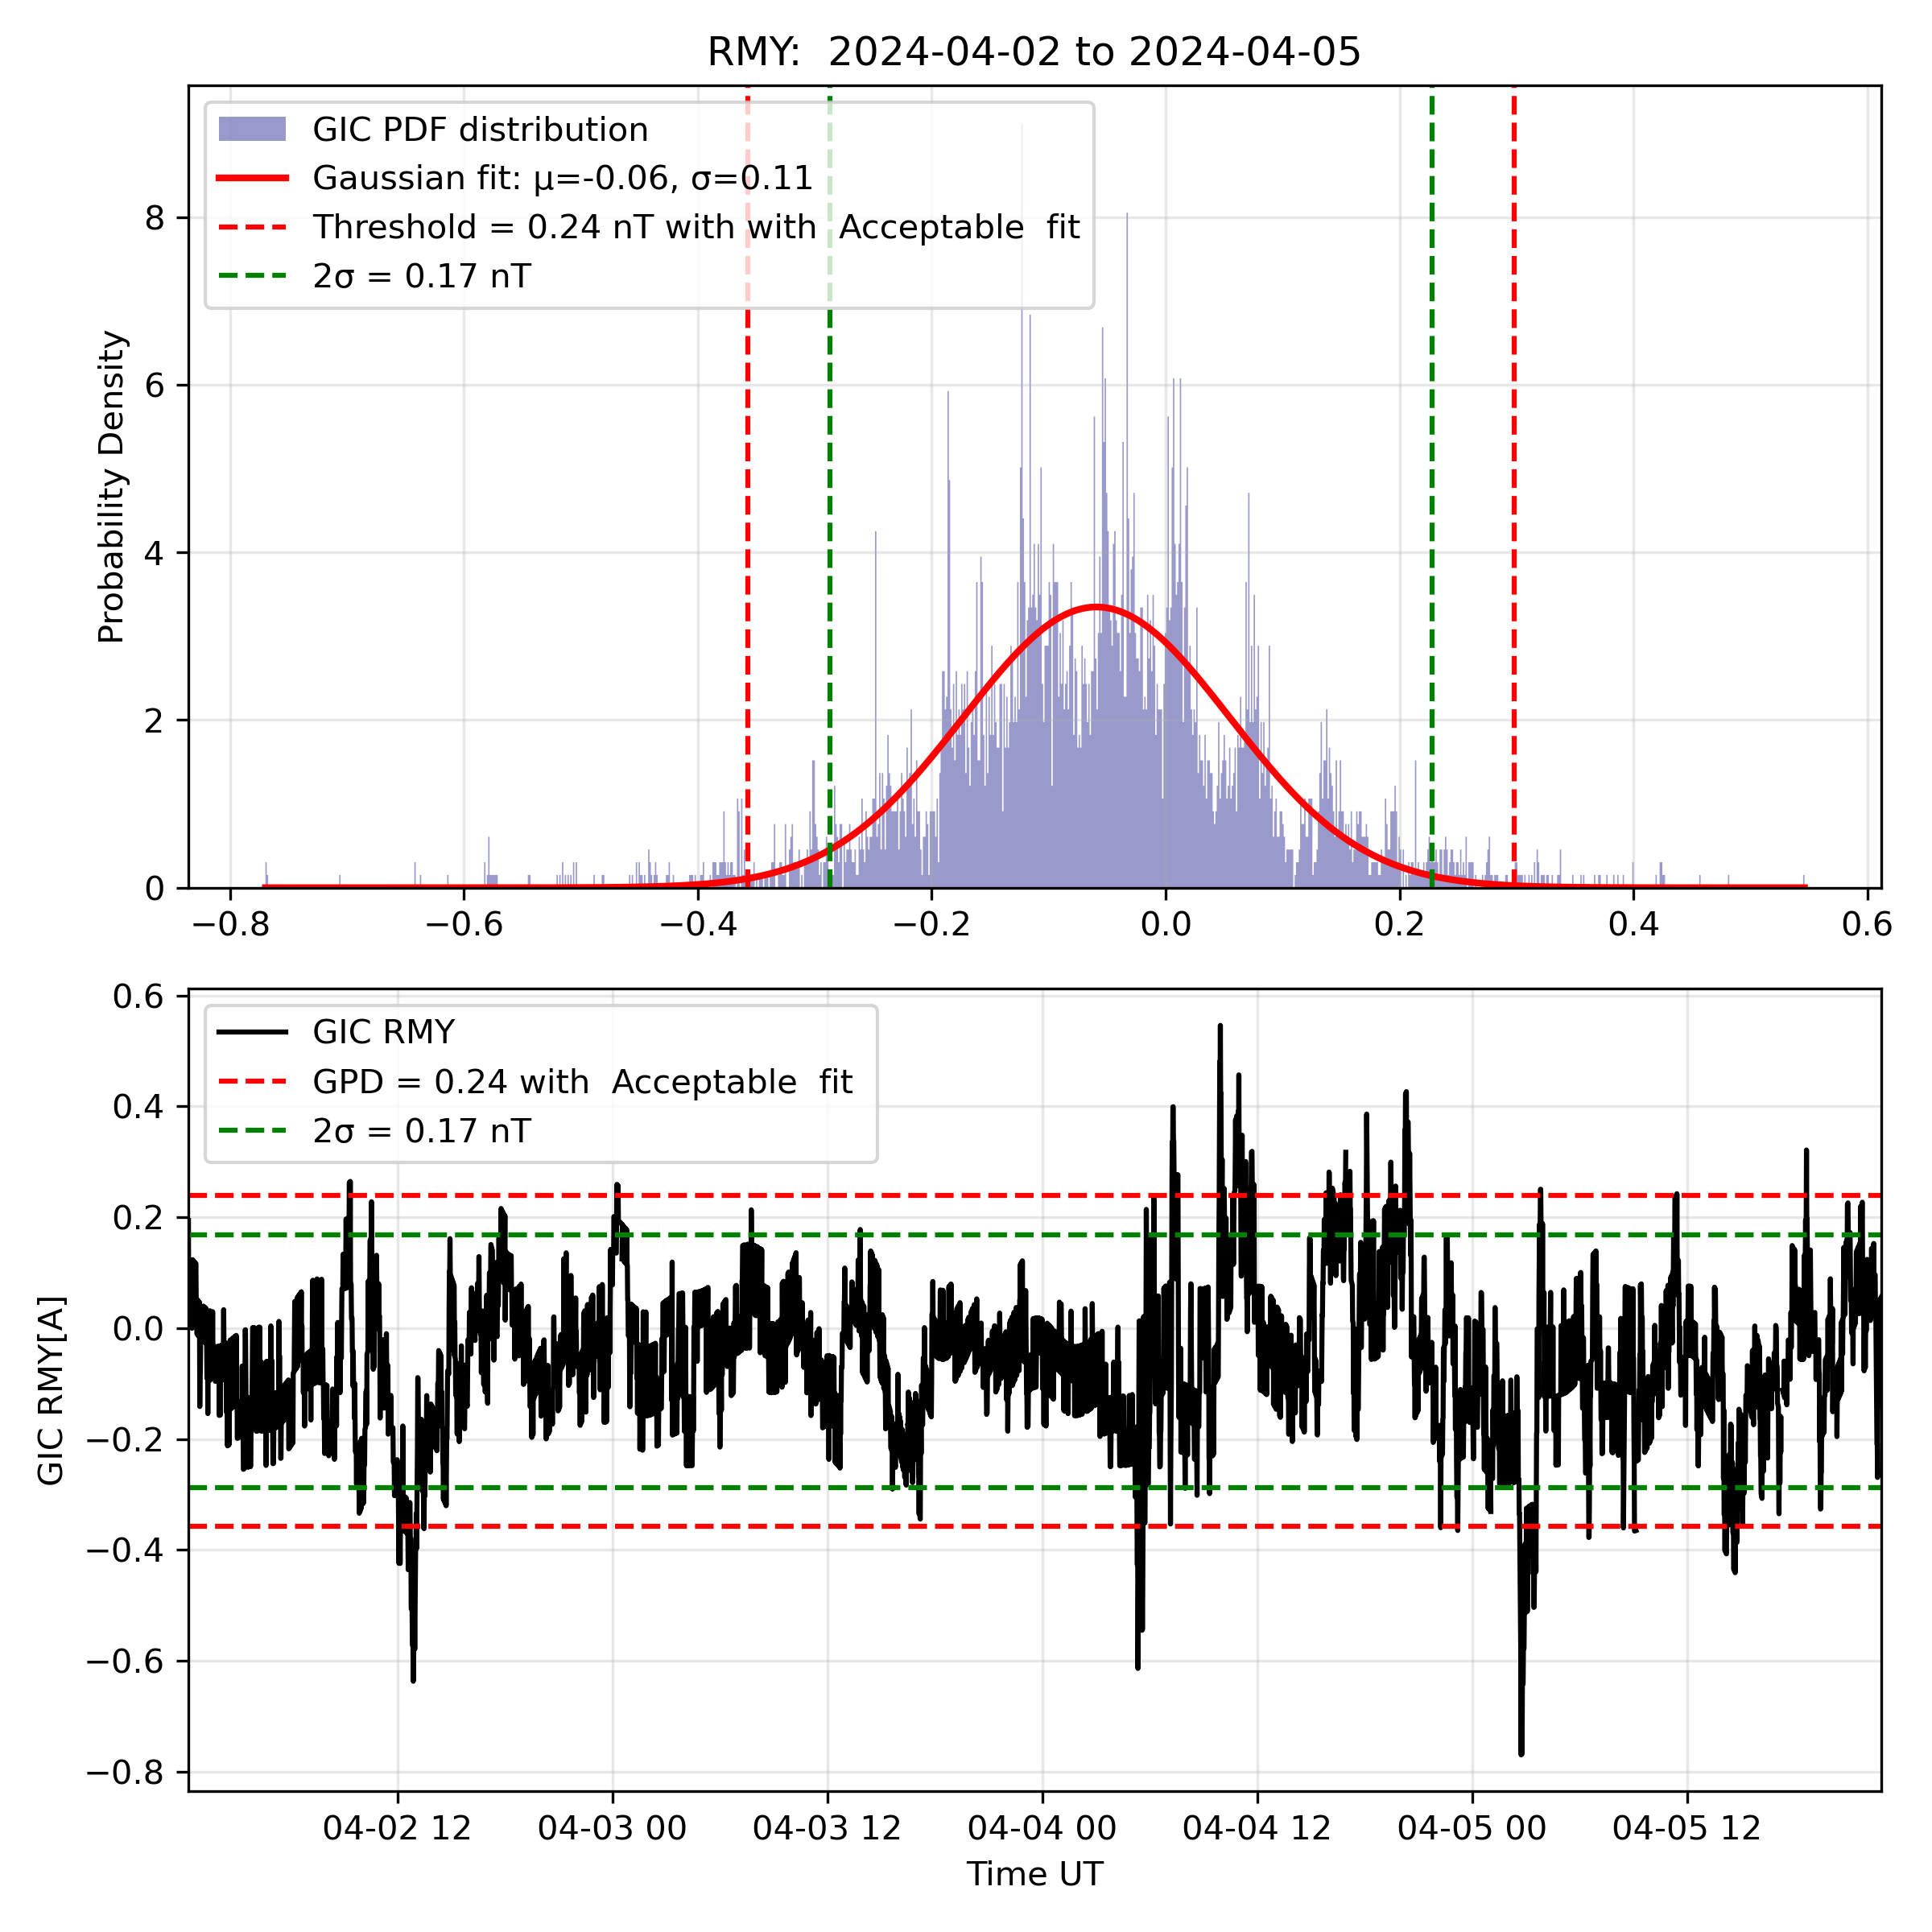 RMY:  2024-04-02 to 2024-04-05
GIC PDF distribution
Gaussian fit: μ=-0.06, σ=0.11
Threshold = 0.24 nT with with  Acceptable  fit
2σ = 0.17 nT
Probability Density
8
6
4
2
0
−0.8 −0.6 −0.4 −0.2 0.0 0.2 0.4 0.6
GIC RMY
GPD = 0.24 with  Acceptable  fit
2σ = 0.17 nT
GIC RMY[A]
0.6
0.4
0.2
0.0
−0.2
−0.4
−0.6
−0.8
04-02 12 04-03 00 04-03 12 04-04 00 04-04 12 04-05 00 04-05 12
Time UT